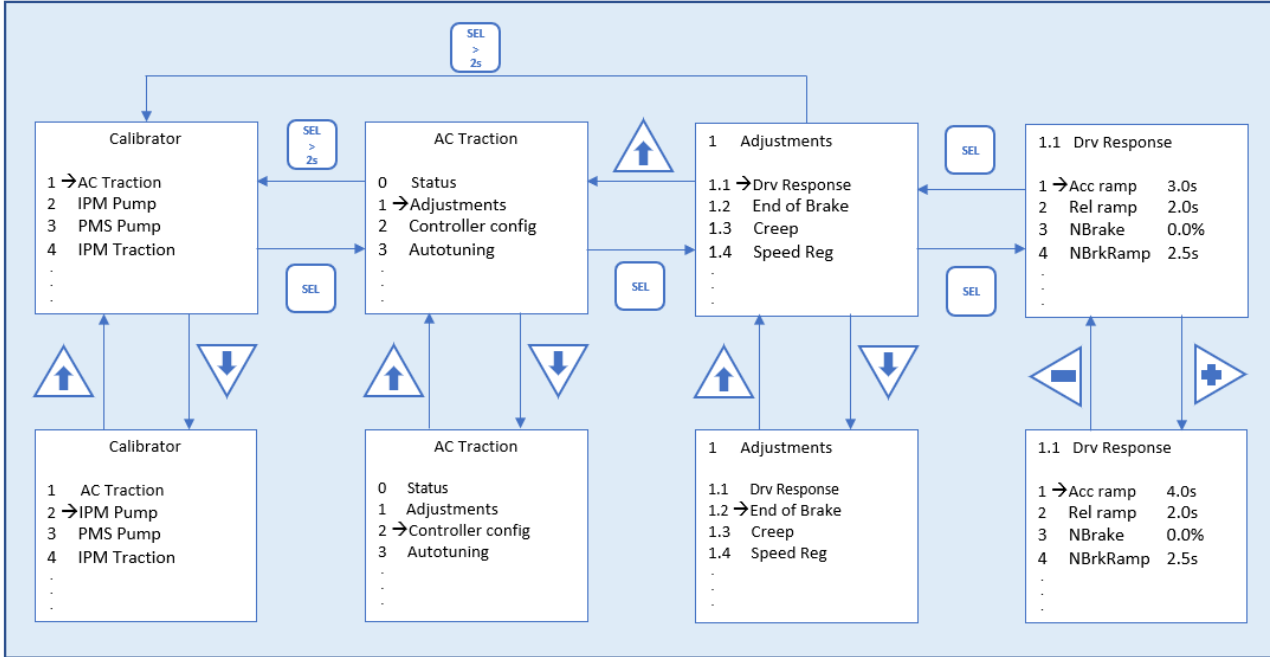 SEL
>
2s
Calibrator
1 →AC Traction
2 IPM Pump
3 PMS Pump
4 IPM Traction
.
.
.
SEL
>
2s
SEL
AC Traction
0 Status
1 →Adjustments
2 Controller config
3 Autotuning
.
.
.
SEL
1 Adjustments
1.1 →Drv Response
1.2 End of Brake
1.3 Creep
1.4 Speed Reg
.
.
.
SEL
SEL
1.1 Drv Response
1 →Acc ramp 3.0s
2 Rel ramp 2.0s
3 NBrake 0.0%
4 NBrkRamp 2.5s
.
.
.
Calibrator
1 AC Traction
2 →IPM Pump
3 PMS Pump
4 IPM Traction
.
.
.
AC Traction
0 Status
1 Adjustments
2 →Controller config
3 Autotuning
.
.
.
1 Adjustments
1.1 Drv Response
1.2 →End of Brake
1.3 Creep
1.4 Speed Reg
.
.
.
1.1 Drv Response
1 →Acc ramp 4.0s
2 Rel ramp 2.0s
3 NBrake 0.0%
4 NBrkRamp 2.5s
.
.
.